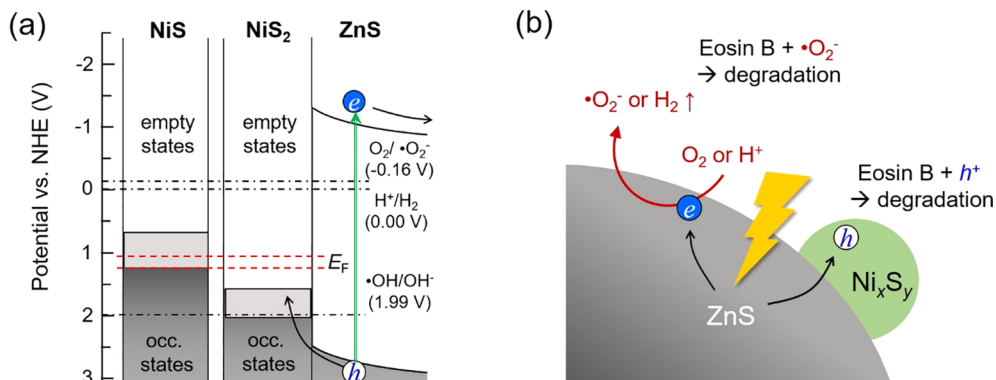 (a)
NiS
NiS₂
ZnS
Potential vs. NHE (V)
-2
-1
0
1
2
3
empty
states
empty
states
e
O₂/ •O₂⁻
(-0.16 V)
H⁺/H₂
(0.00 V)
E_F
•OH/OH⁻
(1.99 V)
occ.
states
occ.
states
h
(b)
Eosin B + •O₂⁻
→ degradation
•O₂⁻ or H₂ ↑
O₂ or H⁺
Eosin B + h⁺
→ degradation
e
h
ZnS
NiₓS_y